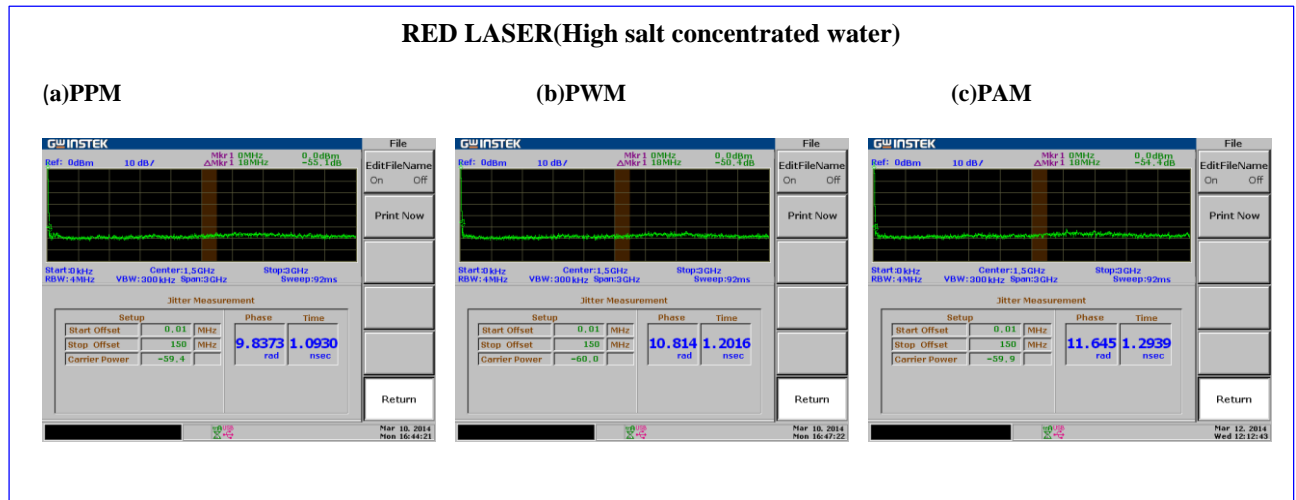 RED LASER(High salt concentrated water)
(a)PPM
(b)PWM
(c)PAM
GWINSTEK
File
Ref: 0dBm 10 dB/ Mkr1 0MHz 0.0dBm
ΔMkr1 18MHz -55.1dB
EditFileName
On Off
Print Now
Start:0kHz Center:1.5GHz Stop:3GHz
RBW:4MHz VBW:300kHz Span:3GHz Sweep:92ms
Jitter Measurement
Setup Phase Time
Start Offset 0.01 MHz
Stop Offset 150 MHz
Carrier Power -59.4
9.8373 1.0930
rad nsec
Return
Mar 10. 2014
Mon 16:44:21
GWINSTEK
File
Ref: 0dBm 10 dB/ Mkr1 0MHz 0.0dBm
ΔMkr1 18MHz -50.4dB
EditFileName
On Off
Print Now
Start:0kHz Center:1.5GHz Stop:3GHz
RBW:4MHz VBW:300kHz Span:3GHz Sweep:92ms
Jitter Measurement
Setup Phase Time
Start Offset 0.01 MHz
Stop Offset 150 MHz
Carrier Power -60.0
10.814 1.2016
rad nsec
Return
Mar 10. 2014
Mon 16:47:22
GWINSTEK
File
Ref: 0dBm 10 dB/ Mkr1 0MHz 0.0dBm
ΔMkr1 18MHz -54.4dB
EditFileName
On Off
Print Now
Start:0kHz Center:1.5GHz Stop:3GHz
RBW:4MHz VBW:300kHz Span:3GHz Sweep:92ms
Jitter Measurement
Setup Phase Time
Start Offset 0.01 MHz
Stop Offset 150 MHz
Carrier Power -59.9
11.645 1.2939
rad nsec
Return
Mar 12. 2014
Wed 12:12:43